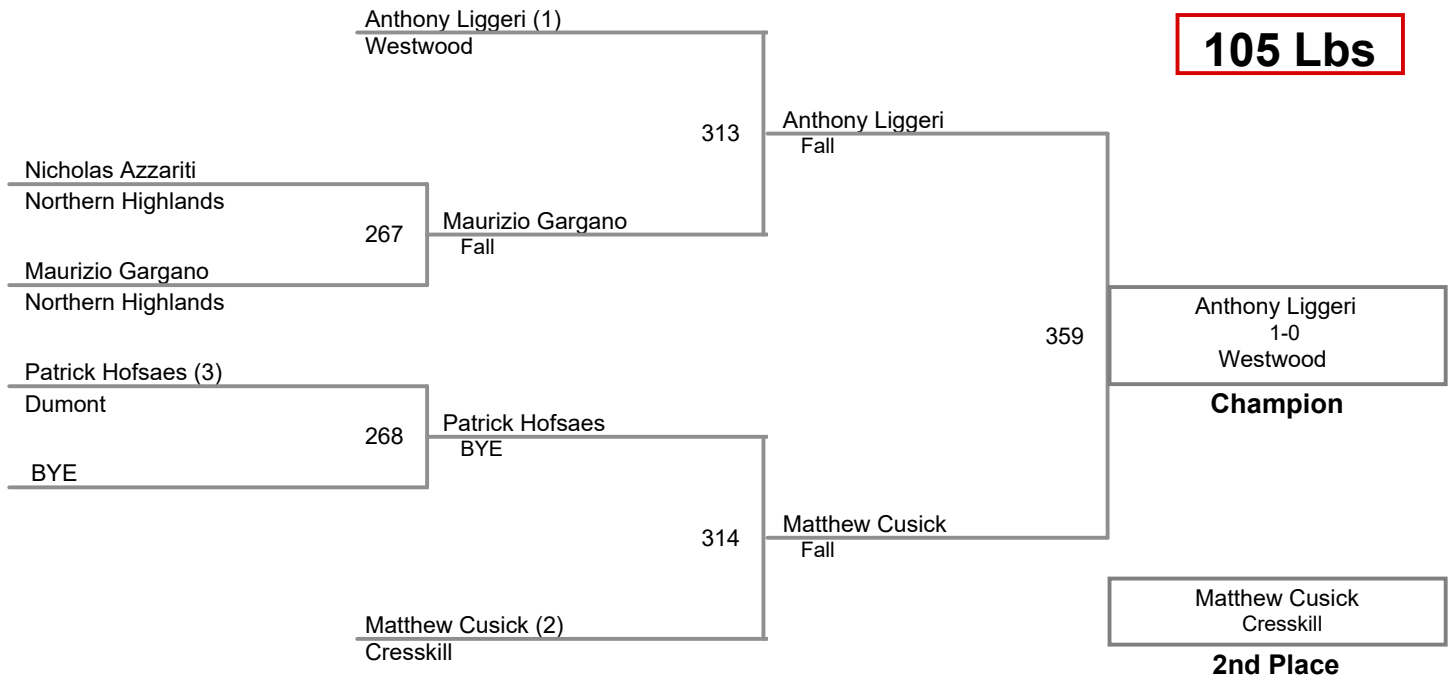 Anthony Liggeri (1)
Westwood
105 Lbs
313
Anthony Liggeri
Fall
Nicholas Azzariti
Northern Highlands
267
Maurizio Gargano
Fall
Maurizio Gargano
Northern Highlands
359
Anthony Liggeri
1-0
Westwood
Champion
Patrick Hofsaes (3)
Dumont
268
Patrick Hofsaes
BYE
BYE
314
Matthew Cusick
Fall
Matthew Cusick (2)
Cresskill
Matthew Cusick
Cresskill
2nd Place